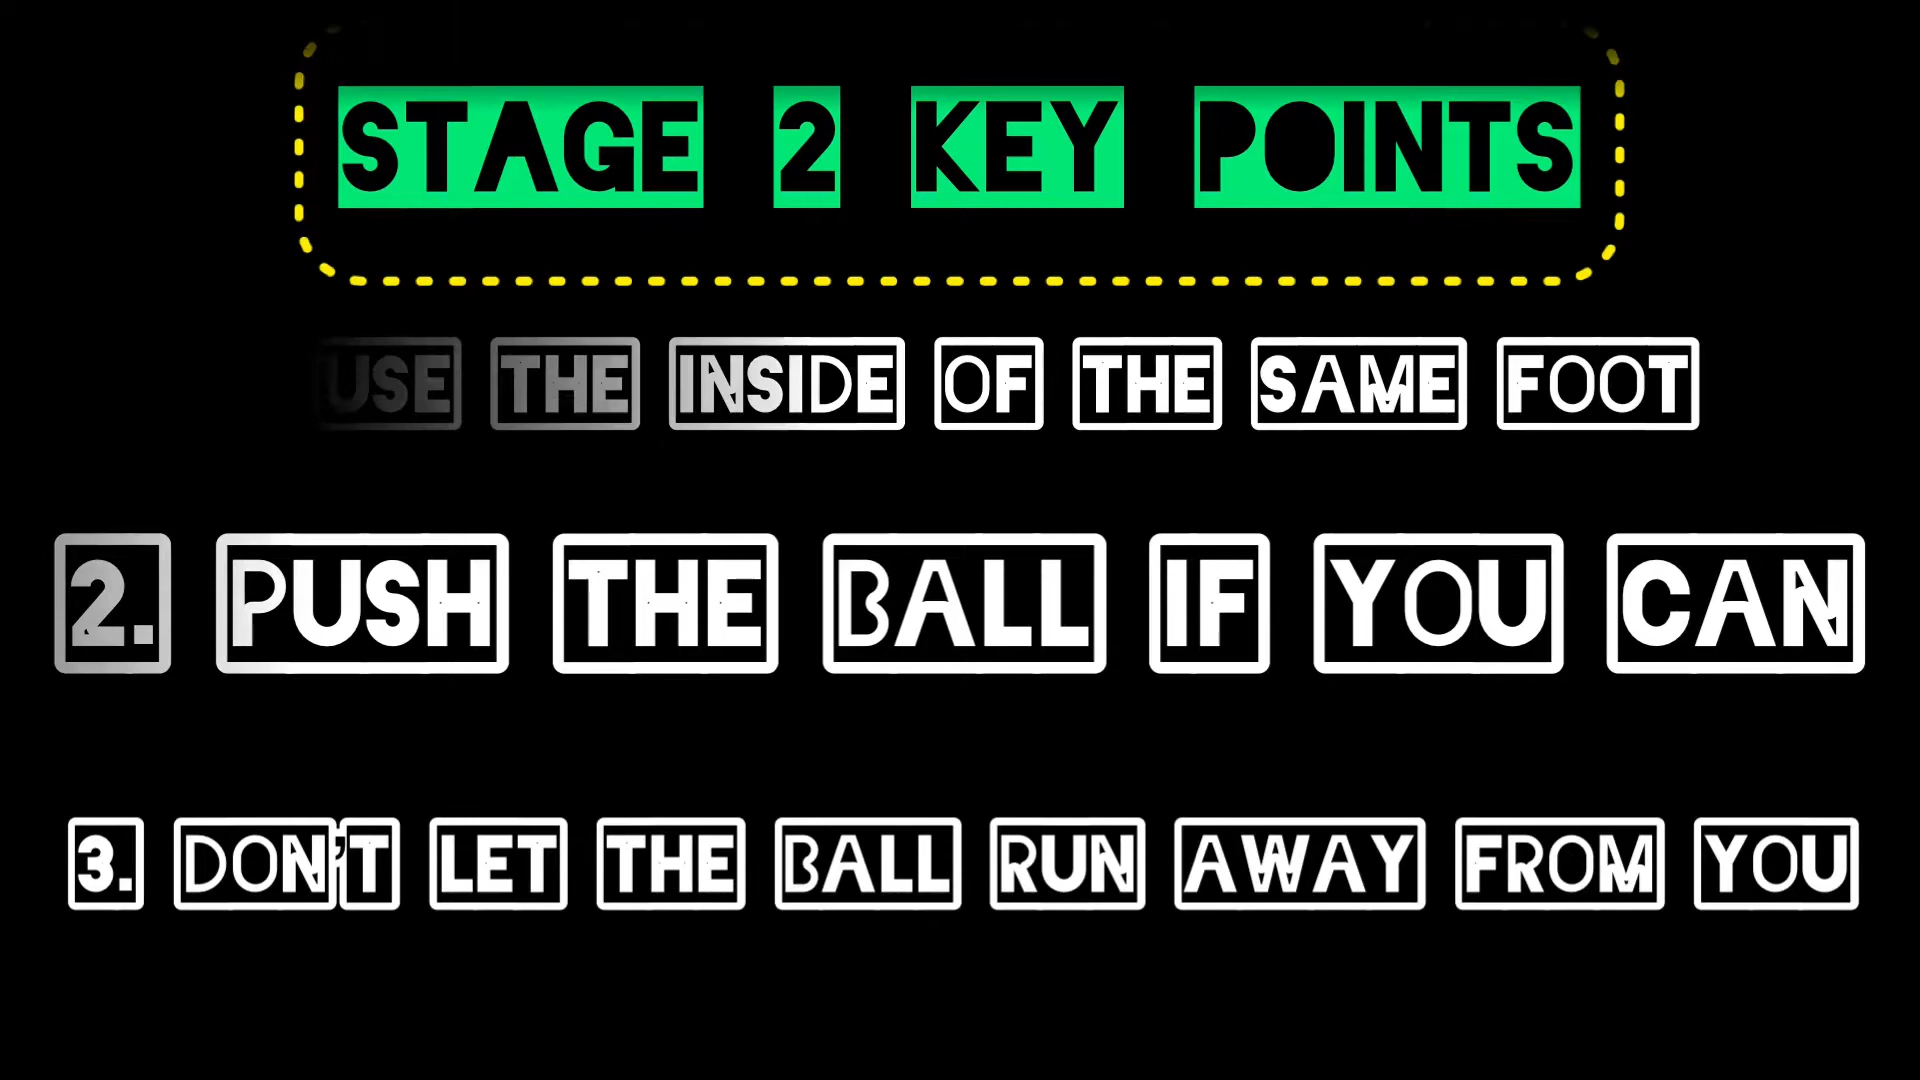 STAGE 2 KEY POINTS
USE THE INSIDE OF THE SAME FOOT
2. PUSH THE BALL IF YOU CAN
3. DON'T LET THE BALL RUN AWAY FROM YOU